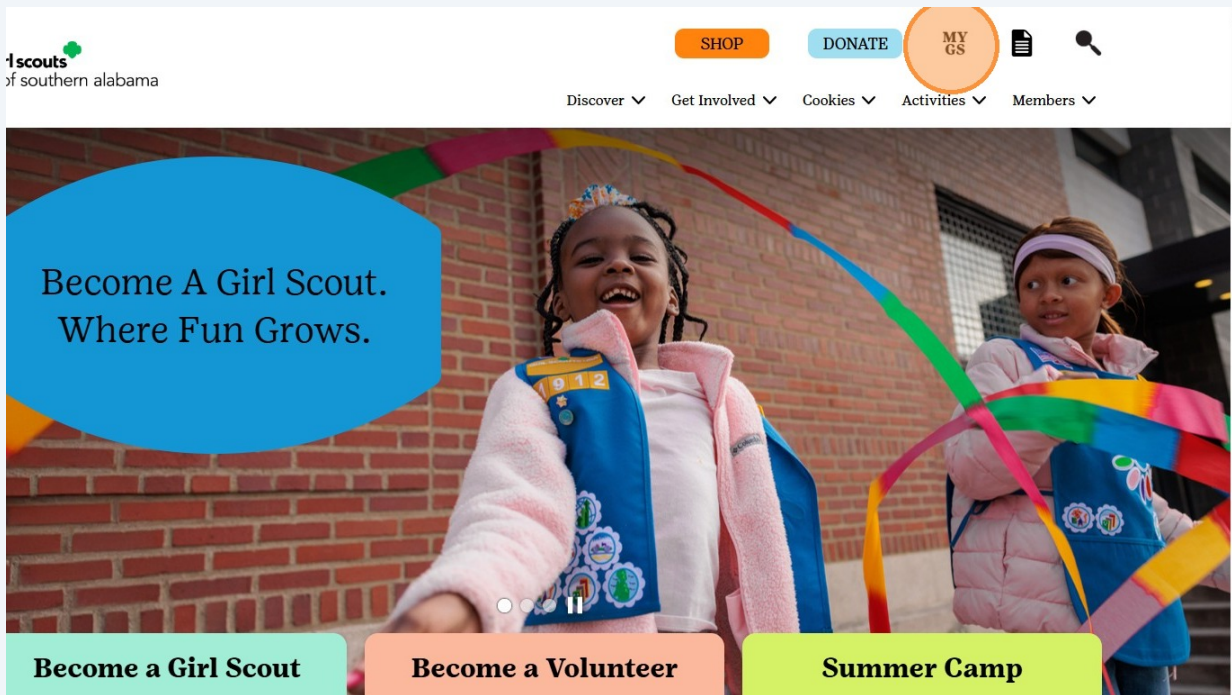 girl scouts
of southern alabama
SHOP
DONATE
MY
GS
Discover
Get Involved
Cookies
Activities
Members
Become A Girl Scout.
Where Fun Grows.
1912
Become a Girl Scout
Become a Volunteer
Summer Camp